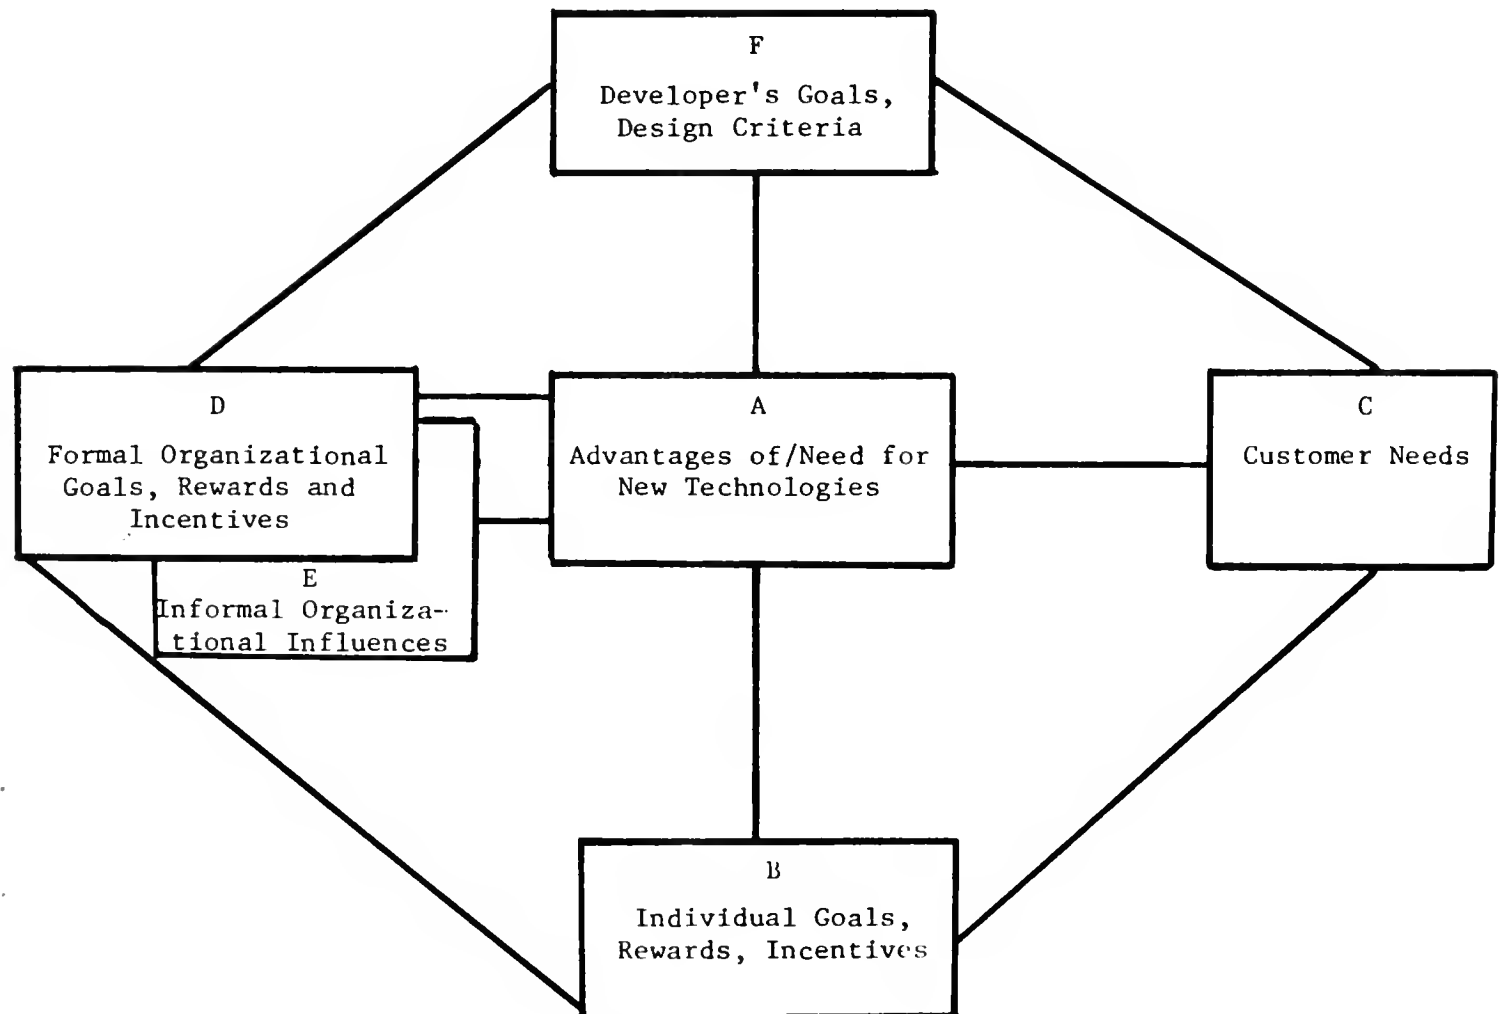 F
Developer's Goals,
Design Criteria
D
Formal Organizational
Goals, Rewards and
Incentives
A
Advantages of/Need for
New Technologies
C
Customer Needs
E
Informal Organiza-
tional Influences
B
Individual Goals,
Rewards, Incentives